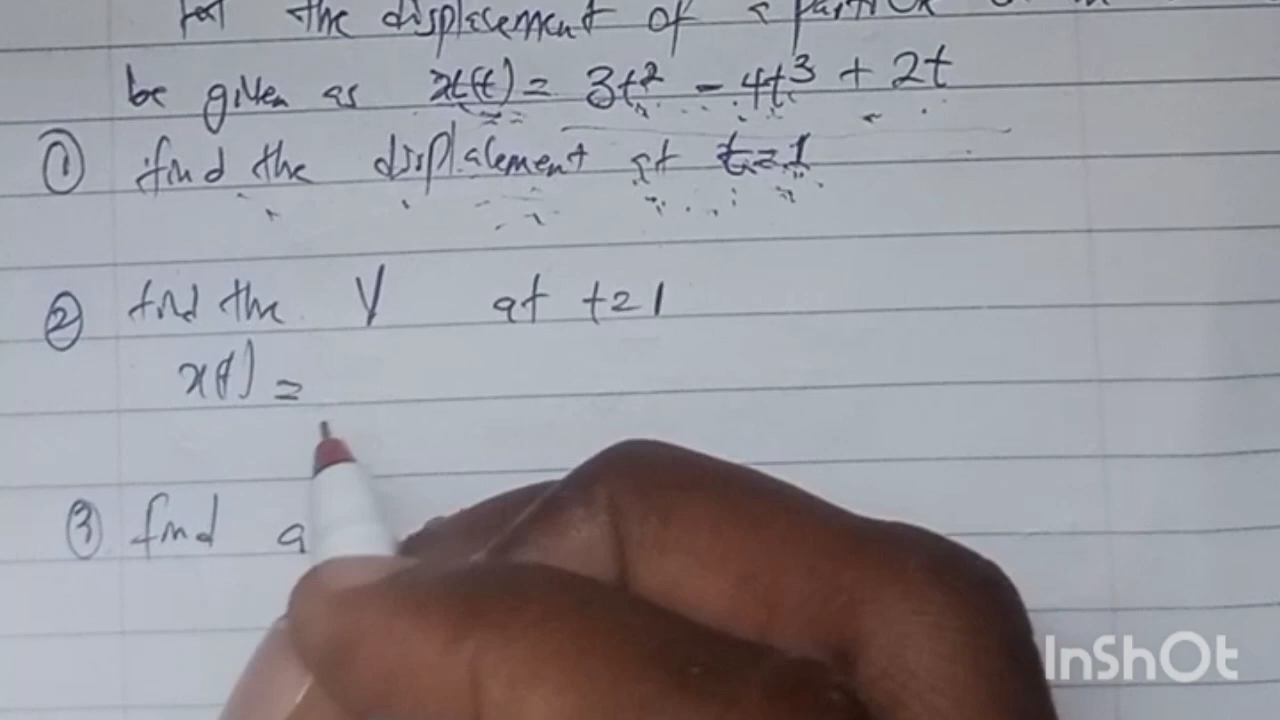 the displacement of a
be given as x(t) = 3t² - 4t³ + 2t
① find the displacement at t=1
② find the V at t=1
x(t) =
③ find a
InShOt